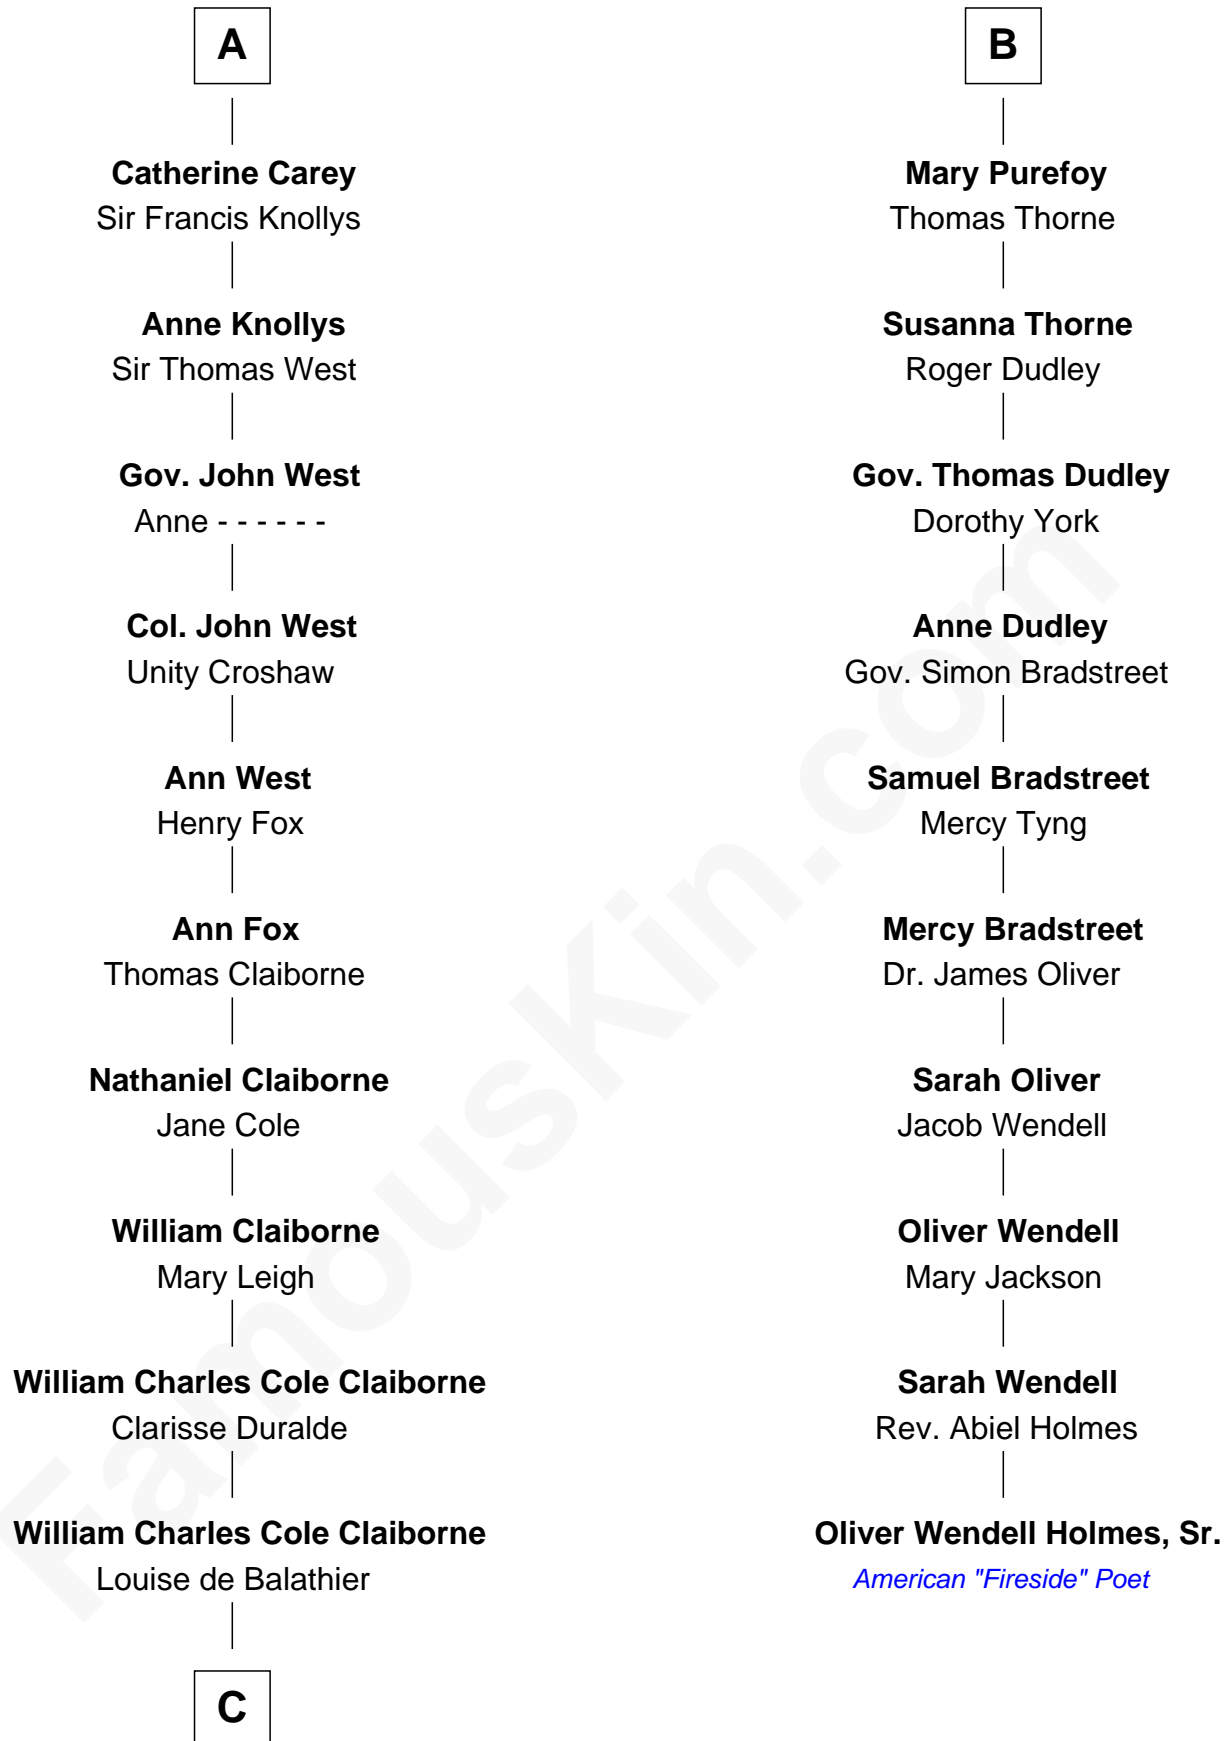 A
Catherine Carey
Sir Francis Knollys
Anne Knollys
Sir Thomas West
Gov. John West
Anne - - - - - -
Col. John West
Unity Croshaw
Ann West
Henry Fox
Ann Fox
Thomas Claiborne
Nathaniel Claiborne
Jane Cole
William Claiborne
Mary Leigh
William Charles Cole Claiborne
Clarisse Duralde
William Charles Cole Claiborne
Louise de Balathier
C
B
Mary Purefoy
Thomas Thorne
Susanna Thorne
Roger Dudley
Gov. Thomas Dudley
Dorothy York
Anne Dudley
Gov. Simon Bradstreet
Samuel Bradstreet
Mercy Tyng
Mercy Bradstreet
Dr. James Oliver
Sarah Oliver
Jacob Wendell
Oliver Wendell
Mary Jackson
Sarah Wendell
Rev. Abiel Holmes
Oliver Wendell Holmes, Sr.
American "Fireside" Poet
FamousKin.com